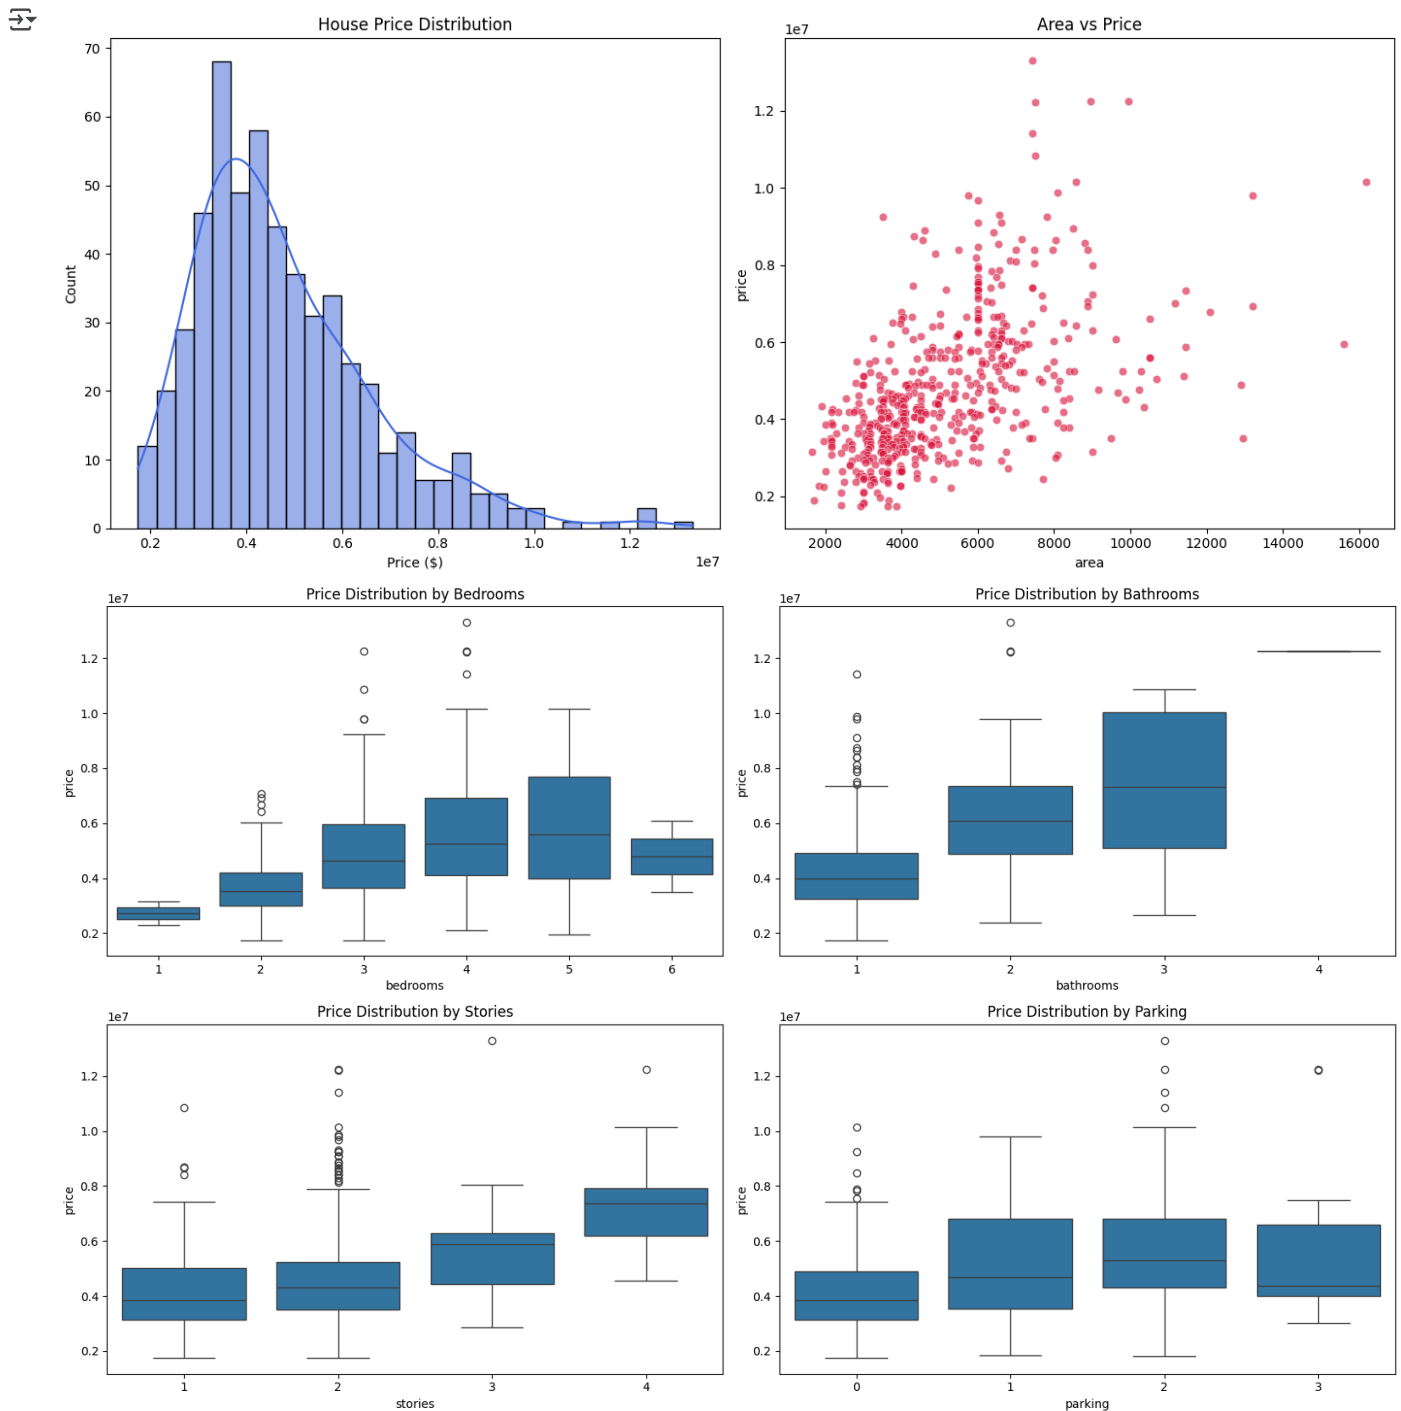 House Price Distribution
70
60
50
40
30
20
10
0
Count
0.2 0.4 0.6 0.8 1.0 1.2
Price ($)
1e7
Area vs Price
1e7
1.2
1.0
0.8
0.6
0.4
0.2
price
2000 4000 6000 8000 10000 12000 14000 16000
area
Price Distribution by Bedrooms
1e7
1.2
1.0
0.8
0.6
0.4
0.2
price
1 2 3 4 5 6
bedrooms
Price Distribution by Bathrooms
1e7
1.2
1.0
0.8
0.6
0.4
0.2
price
1 2 3 4
bathrooms
Price Distribution by Stories
1e7
1.2
1.0
0.8
0.6
0.4
0.2
price
1 2 3 4
stories
Price Distribution by Parking
1e7
1.2
1.0
0.8
0.6
0.4
0.2
price
0 1 2 3
parking